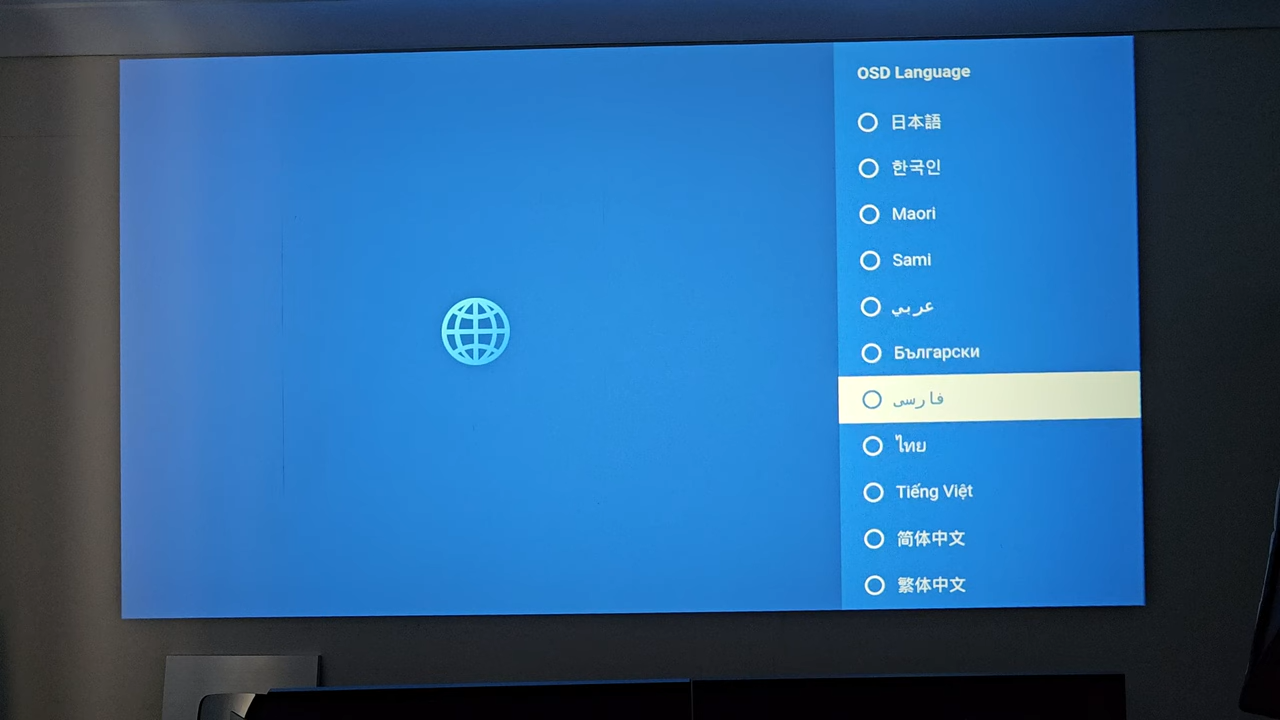 OSD Language
日本語
한국인
Maori
Sami
عربي
Български
فارسی
ไทย
Tiếng Việt
简体中文
繁体中文